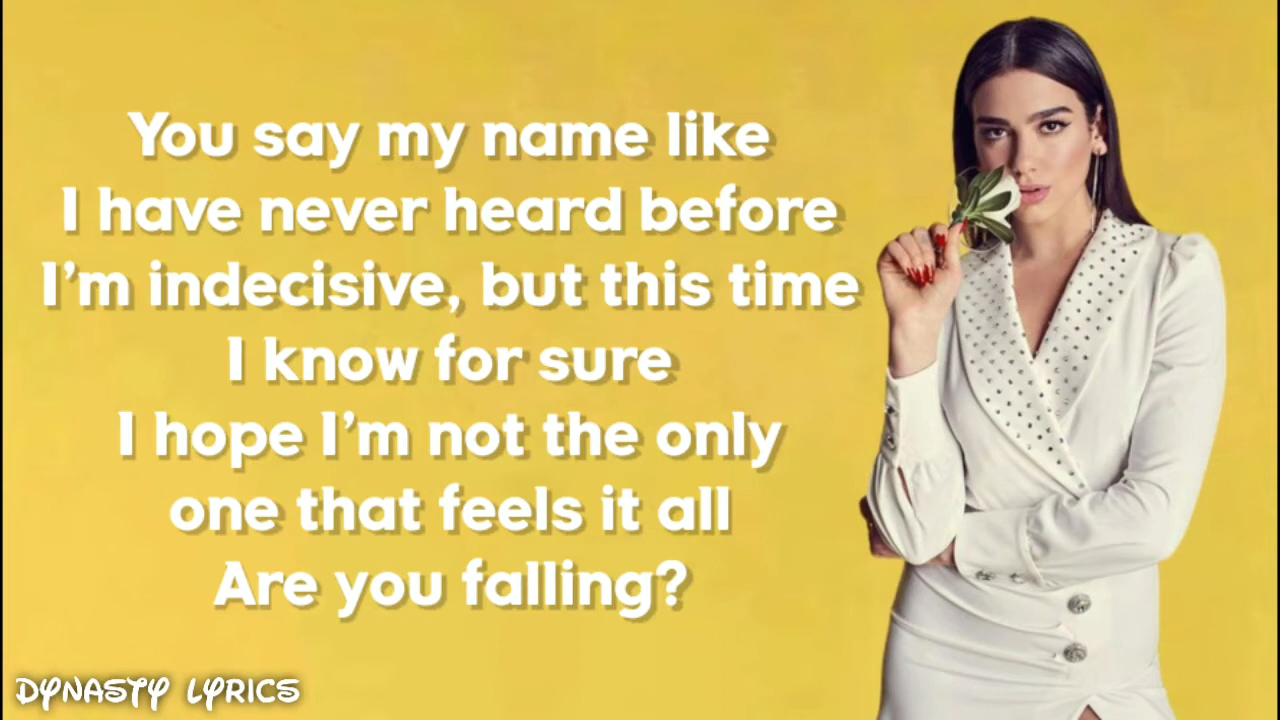 You say my name like
I have never heard before
I'm indecisive, but this time
I know for sure
I hope I'm not the only
one that feels it all
Are you falling?
DYNASTY LYRICS